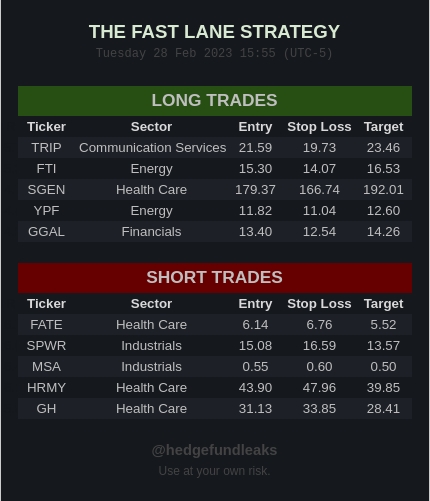 THE FAST LANE STRATEGY
Tuesday 28 Feb 2023 15:55 (UTC-5)
LONG TRADES
Ticker Sector Entry Stop Loss Target
TRIP Communication Services 21.59 19.73 23.46
FTI Energy 15.30 14.07 16.53
SGEN Health Care 179.37 166.74 192.01
YPF Energy 11.82 11.04 12.60
GGAL Financials 13.40 12.54 14.26
SHORT TRADES
Ticker Sector Entry Stop Loss Target
FATE Health Care 6.14 6.76 5.52
SPWR Industrials 15.08 16.59 13.57
MSA Industrials 0.55 0.60 0.50
HRMY Health Care 43.90 47.96 39.85
GH Health Care 31.13 33.85 28.41
@hedgefundleaks
Use at your own risk.